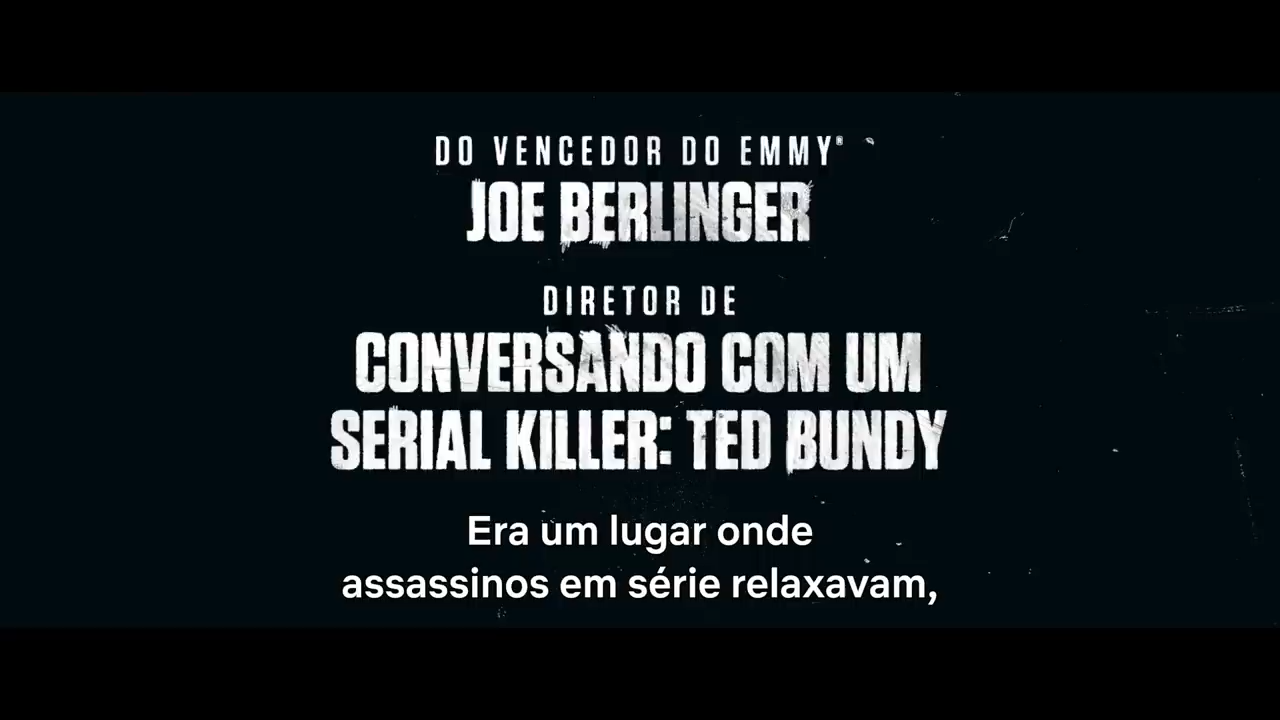 DO VENCEDOR DO EMMY®
JOE BERLINGER
DIRETOR DE
CONVERSANDO COM UM
SERIAL KILLER: TED BUNDY
Era um lugar onde
assassinos em série relaxavam,